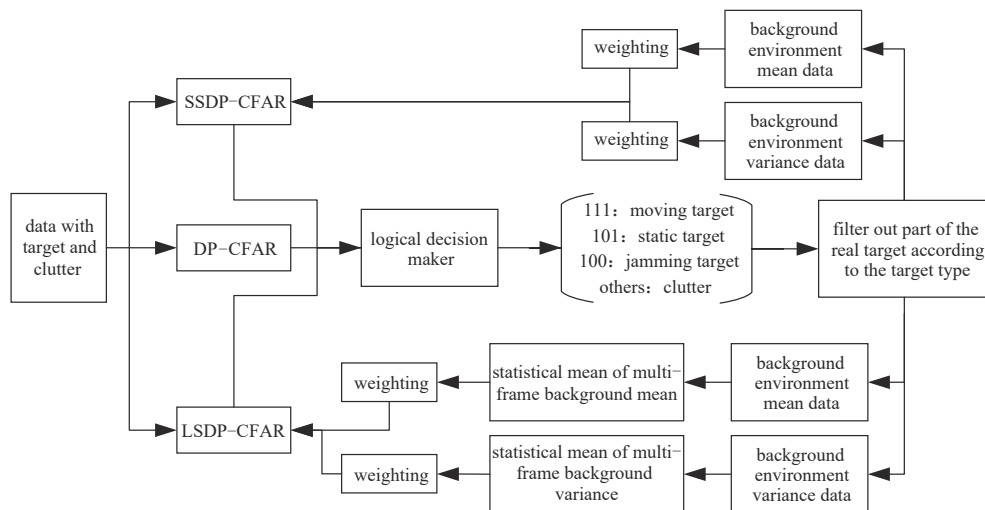 weighting
background
environment
mean data
SSDP−CFAR
weighting
background
environment
variance data
data with
target and
clutter
DP−CFAR
logical decision
maker
111：moving target
101：static target
100：jamming target
others：clutter
filter out part of the
real target according
to the target type
weighting
statistical mean of multi−
frame background mean
background
environment
mean data
LSDP−CFAR
weighting
statistical mean of multi−
frame background
variance
background
environment
variance data